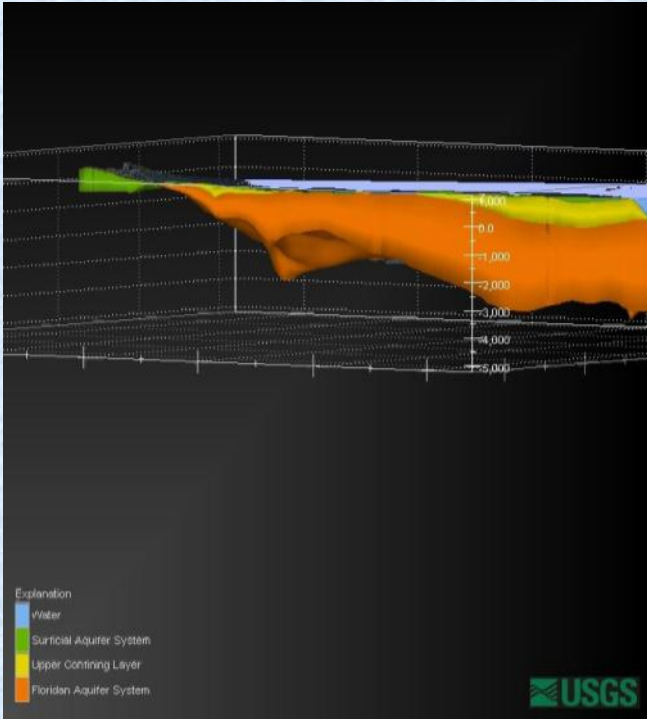 1,000
0.0
-1,000
-2,000
-3,000
-4,000
-5,000
Explanation
Water
Surficial Aquifer System
Upper Confining Layer
Floridan Aquifer System
USGS